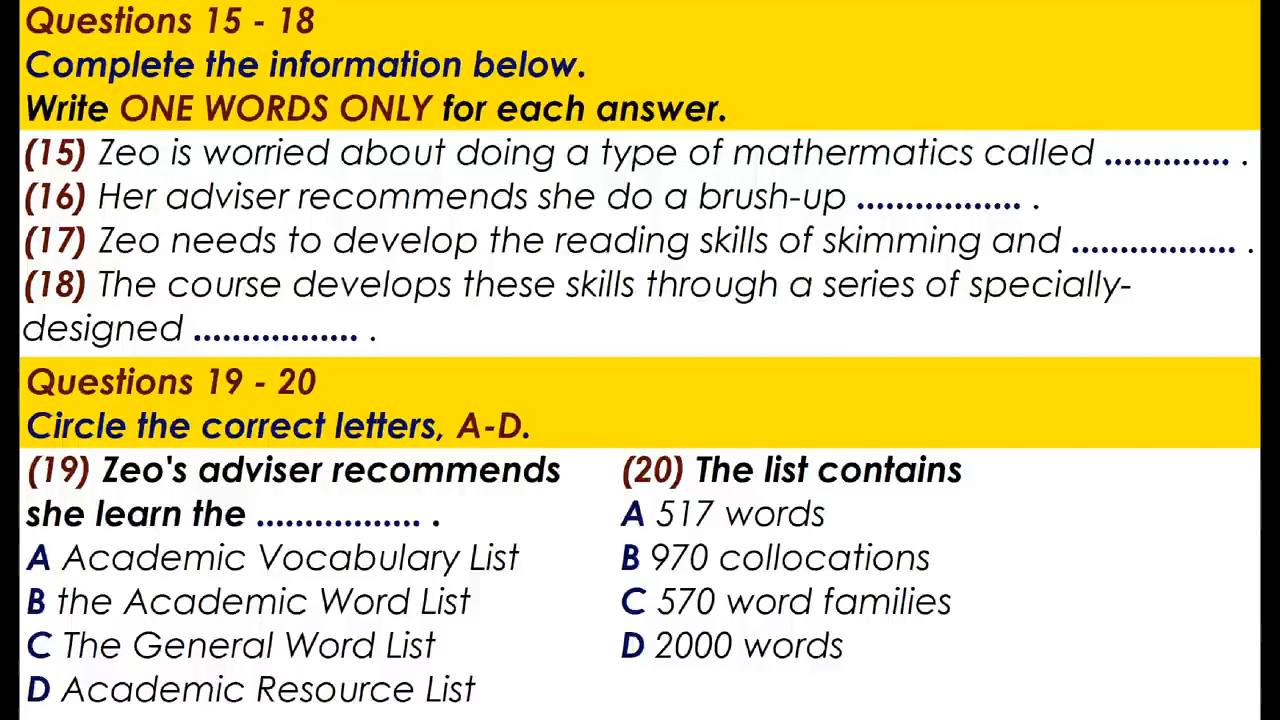 Questions 15 - 18
Complete the information below.
Write ONE WORDS ONLY for each answer.
(15) Zeo is worried about doing a type of mathermatics called ............. .
(16) Her adviser recommends she do a brush-up ................. .
(17) Zeo needs to develop the reading skills of skimming and ................. .
(18) The course develops these skills through a series of specially-
designed ................. .
Questions 19 - 20
Circle the correct letters, A-D.
(19) Zeo's adviser recommends
she learn the ................. .
A Academic Vocabulary List
B the Academic Word List
C The General Word List
D Academic Resource List
(20) The list contains
A 517 words
B 970 collocations
C 570 word families
D 2000 words